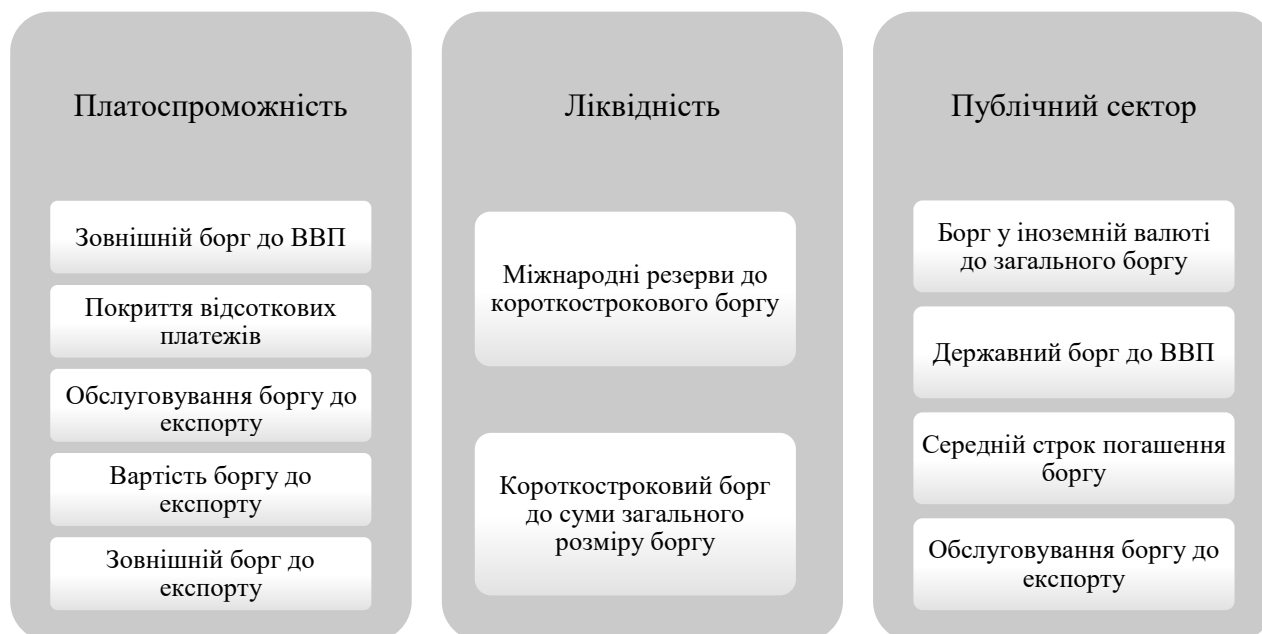 Платоспроможність
Зовнішній борг до ВВП
Покриття відсоткових
платежів
Обслуговування боргу до
експорту
Вартість боргу до
експорту
Зовнішній борг до
експорту
Ліквідність
Міжнародні резерви до
короткострокового боргу
Короткостроковий борг
до суми загального
розміру боргу
Публічний сектор
Борг у іноземній валюті
до загального боргу
Державний борг до ВВП
Середній строк погашення
боргу
Обслуговування боргу до
експорту